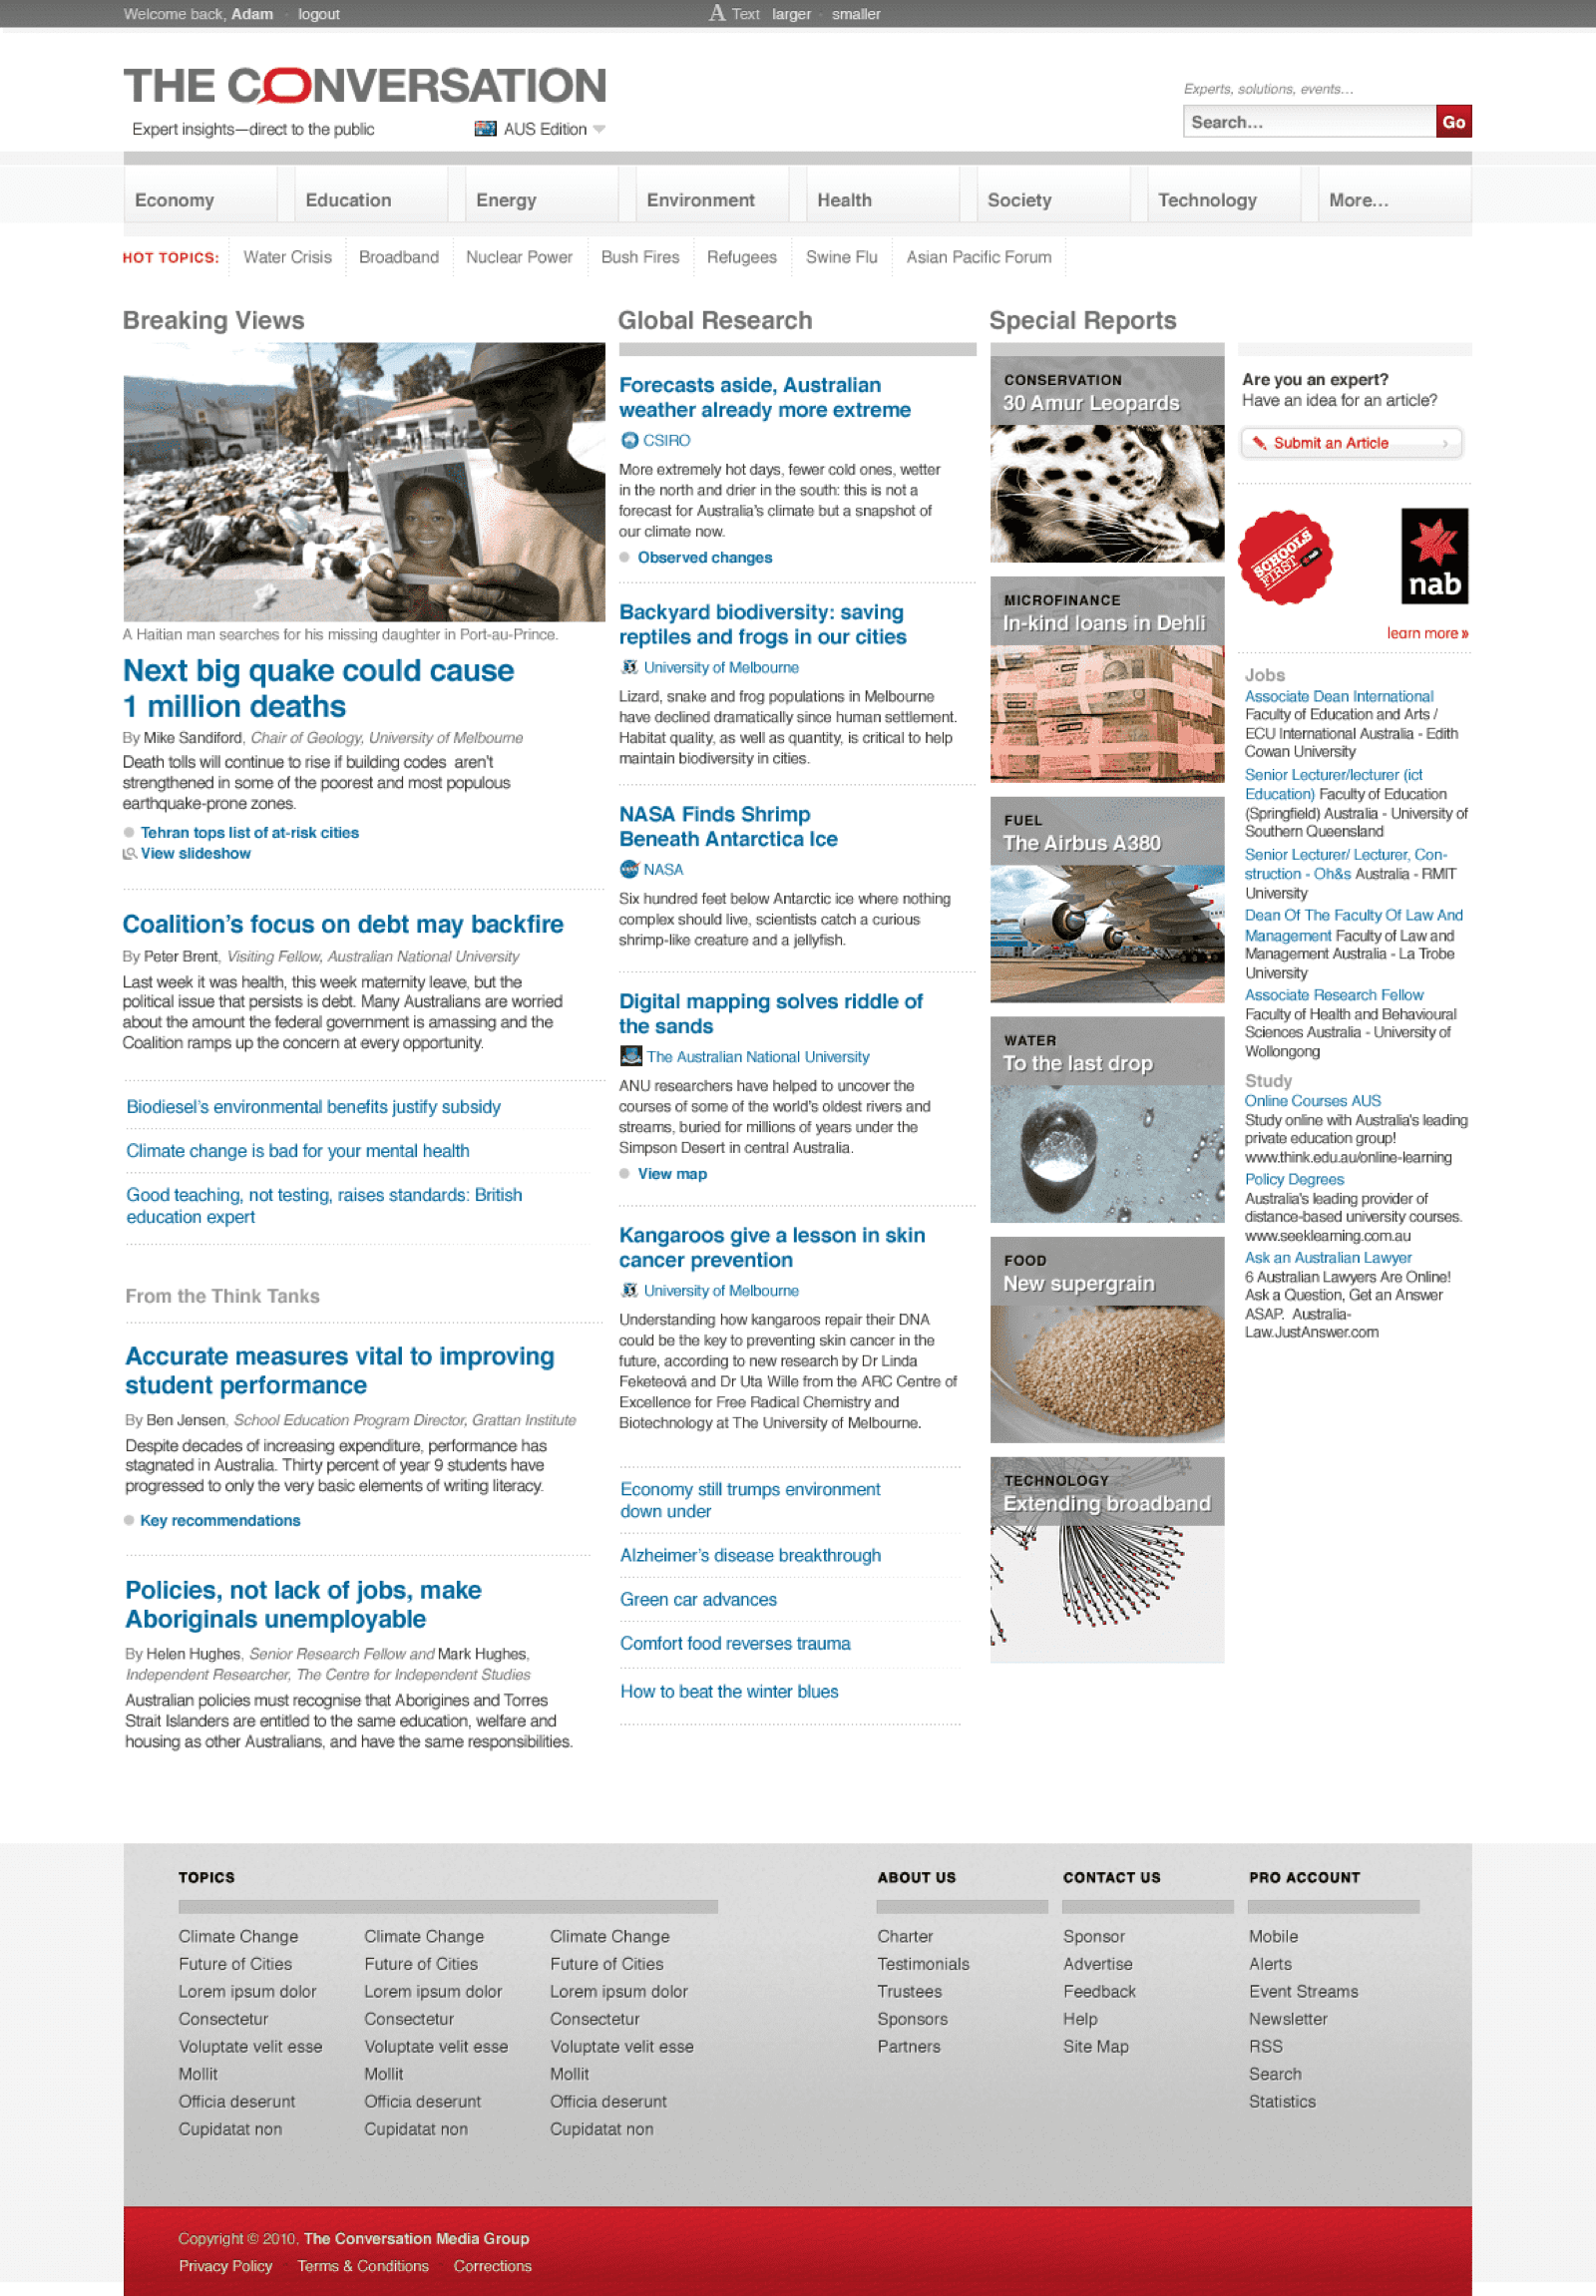 Welcome back, Adam · logout
A Text larger · smaller
THE CONVERSATION
Expert insights—direct to the public
AUS Edition
Experts, solutions, events...
Search...
Go
Economy
Education
Energy
Environment
Health
Society
Technology
More...
HOT TOPICS:
Water Crisis
Broadband
Nuclear Power
Bush Fires
Refugees
Swine Flu
Asian Pacific Forum
Breaking Views
A Haitian man searches for his missing daughter in Port-au-Prince.
Next big quake could cause
1 million deaths
By Mike Sandiford, Chair of Geology, University of Melbourne
Death tolls will continue to rise if building codes aren't
strengthened in some of the poorest and most populous
earthquake-prone zones.
Tehran tops list of at-risk cities
View slideshow
Coalition's focus on debt may backfire
By Peter Brent, Visiting Fellow, Australian National University
Last week it was health, this week maternity leave, but the
political issue that persists is debt. Many Australians are worried
about the amount the federal government is amassing and the
Coalition ramps up the concern at every opportunity.
Biodiesel's environmental benefits justify subsidy
Climate change is bad for your mental health
Good teaching, not testing, raises standards: British
education expert
From the Think Tanks
Accurate measures vital to improving
student performance
By Ben Jensen, School Education Program Director, Grattan Institute
Despite decades of increasing expenditure, performance has
stagnated in Australia. Thirty percent of year 9 students have
progressed to only the very basic elements of writing literacy.
Key recommendations
Policies, not lack of jobs, make
Aboriginals unemployable
By Helen Hughes, Senior Research Fellow and Mark Hughes,
Independent Researcher, The Centre for Independent Studies
Australian policies must recognise that Aborigines and Torres
Strait Islanders are entitled to the same education, welfare and
housing as other Australians, and have the same responsibilities.
Global Research
Forecasts aside, Australian
weather already more extreme
CSIRO
More extremely hot days, fewer cold ones, wetter
in the north and drier in the south: this is not a
forecast for Australia's climate but a snapshot of
our climate now.
Observed changes
Backyard biodiversity: saving
reptiles and frogs in our cities
University of Melbourne
Lizard, snake and frog populations in Melbourne
have declined dramatically since human settlement.
Habitat quality, as well as quantity, is critical to help
maintain biodiversity in cities.
NASA Finds Shrimp
Beneath Antarctica Ice
NASA
Six hundred feet below Antarctic ice where nothing
complex should live, scientists catch a curious
shrimp-like creature and a jellyfish.
Digital mapping solves riddle of
the sands
The Australian National University
ANU researchers have helped to uncover the
courses of some of the world's oldest rivers and
streams, buried for millions of years under the
Simpson Desert in central Australia.
View map
Kangaroos give a lesson in skin
cancer prevention
University of Melbourne
Understanding how kangaroos repair their DNA
could be the key to preventing skin cancer in the
future, according to new research by Dr Linda
Feketeová and Dr Uta Wille from the ARC Centre of
Excellence for Free Radical Chemistry and
Biotechnology at The University of Melbourne.
Economy still trumps environment
down under
Alzheimer's disease breakthrough
Green car advances
Comfort food reverses trauma
How to beat the winter blues
Special Reports
CONSERVATION
30 Amur Leopards
MICROFINANCE
In-kind loans in Dehli
FUEL
The Airbus A380
WATER
To the last drop
FOOD
New supergrain
TECHNOLOGY
Extending broadband
Are you an expert?
Have an idea for an article?
Submit an Article
SCHOOLS
FIRST
nab
learn more »
Jobs
Associate Dean International
Faculty of Education and Arts /
ECU International Australia - Edith
Cowan University
Senior Lecturer/lecturer (ict
Education) Faculty of Education
(Springfield) Australia - University of
Southern Queensland
Senior Lecturer/ Lecturer, Con-
struction - Oh&s Australia - RMIT
University
Dean Of The Faculty Of Law And
Management Faculty of Law and
Management Australia - La Trobe
University
Associate Research Fellow
Faculty of Health and Behavioural
Sciences Australia - University of
Wollongong
Study
Online Courses AUS
Study online with Australia's leading
private education group!
www.think.edu.au/online-learning
Policy Degrees
Australia's leading provider of
distance-based university courses.
www.seeklearning.com.au
Ask an Australian Lawyer
6 Australian Lawyers Are Online!
Ask a Question, Get an Answer
ASAP. Australia-
Law.JustAnswer.com
TOPICS
Climate Change
Future of Cities
Lorem ipsum dolor
Consectetur
Voluptate velit esse
Mollit
Officia deserunt
Cupidatat non
Climate Change
Future of Cities
Lorem ipsum dolor
Consectetur
Voluptate velit esse
Mollit
Officia deserunt
Cupidatat non
Climate Change
Future of Cities
Lorem ipsum dolor
Consectetur
Voluptate velit esse
Mollit
Officia deserunt
Cupidatat non
ABOUT US
Charter
Testimonials
Trustees
Sponsors
Partners
CONTACT US
Sponsor
Advertise
Feedback
Help
Site Map
PRO ACCOUNT
Mobile
Alerts
Event Streams
Newsletter
RSS
Search
Statistics
Copyright © 2010, The Conversation Media Group
Privacy Policy
Terms & Conditions
Corrections